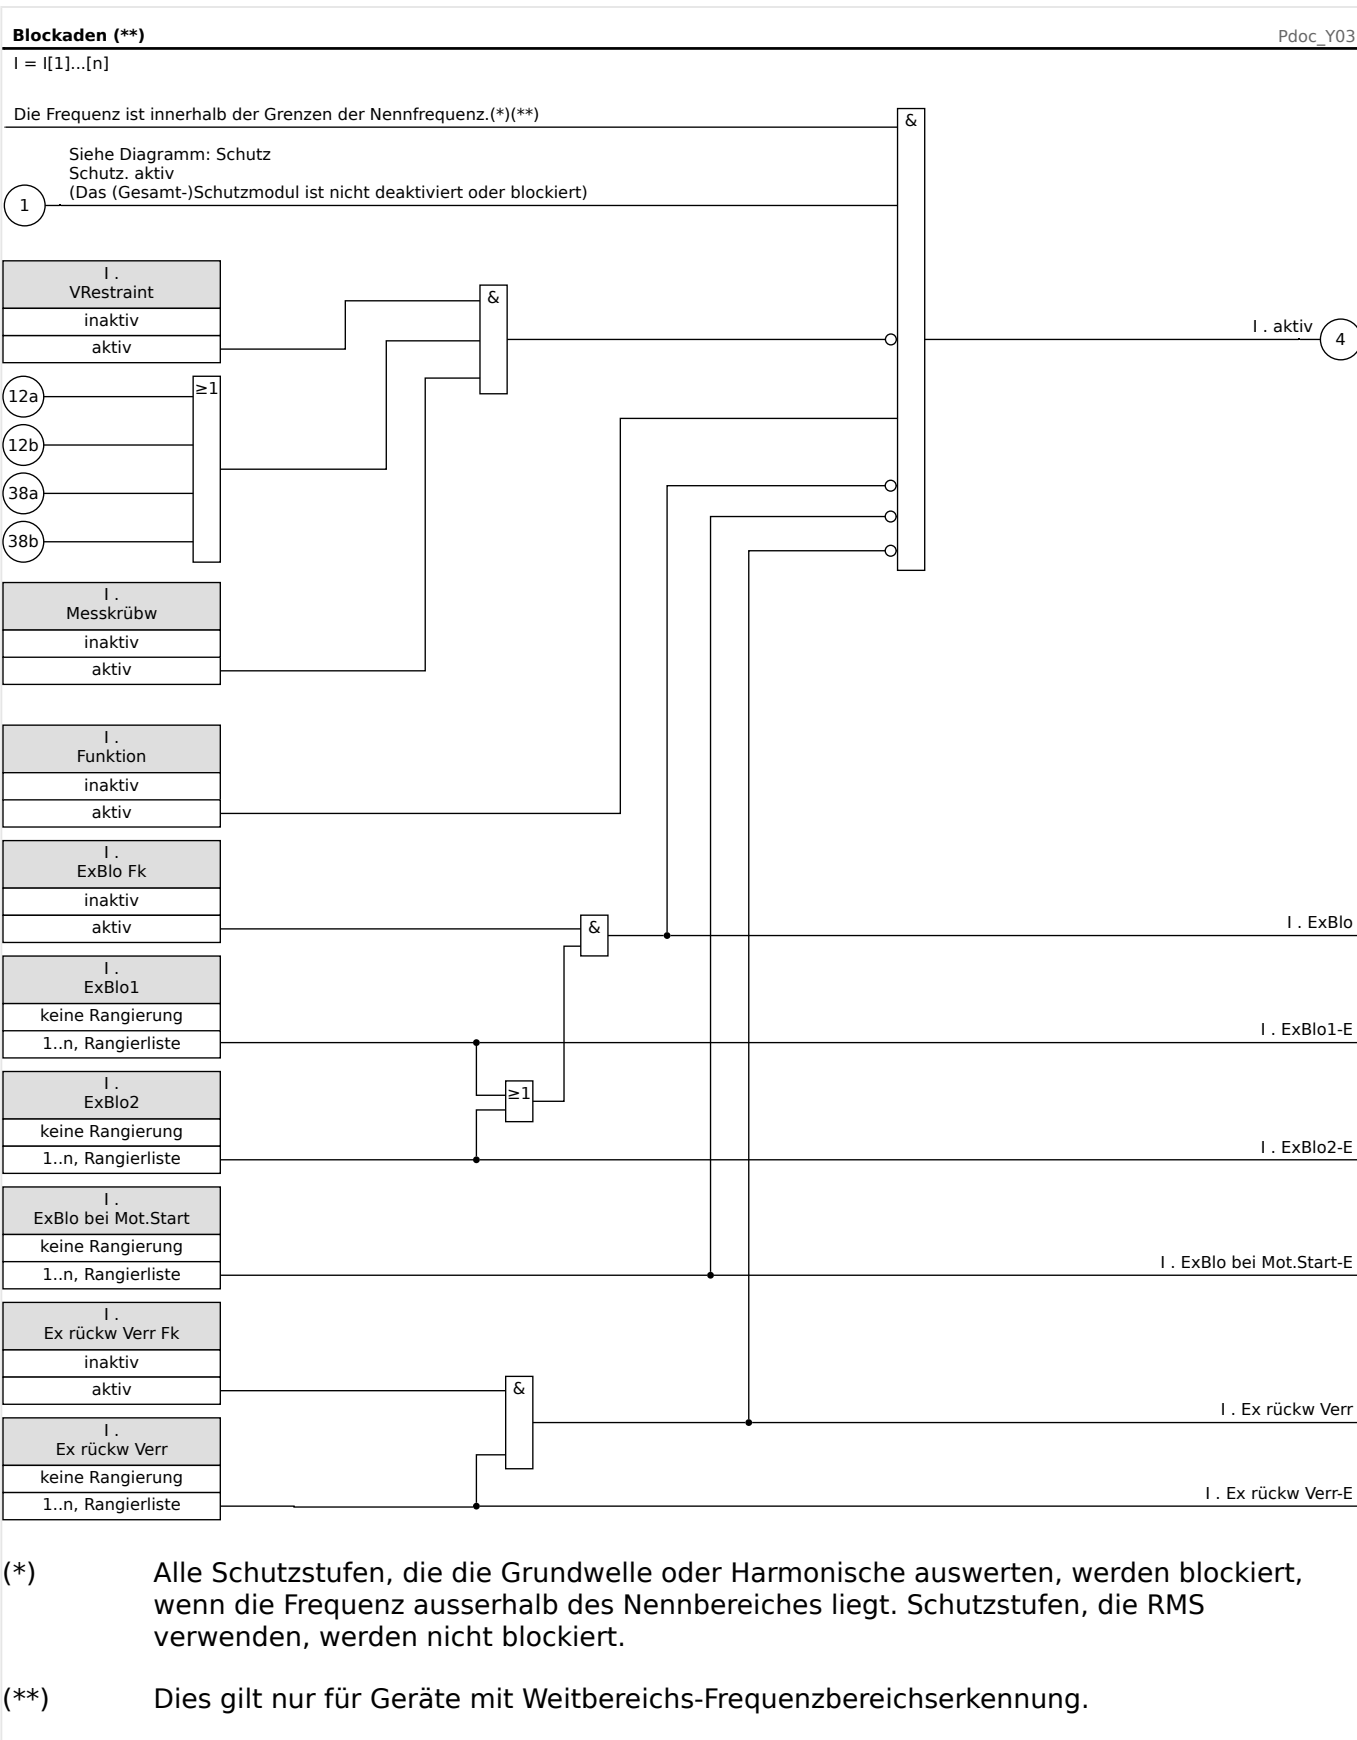 Blockaden (**)
Pdoc_Y03
I = I[1]...[n]
Die Frequenz ist innerhalb der Grenzen der Nennfrequenz.(*)(**)
&
Siehe Diagramm: Schutz
Schutz. aktiv
(Das (Gesamt-)Schutzmodul ist nicht deaktiviert oder blockiert)
1
I .
VRestraint
inaktiv
aktiv
&
I . aktiv
4
12a
≥1
12b
38a
38b
I .
Messkrübw
inaktiv
aktiv
I .
Funktion
inaktiv
aktiv
I .
ExBlo Fk
inaktiv
aktiv
&
I . ExBlo
I .
ExBlo1
keine Rangierung
1..n, Rangierliste
I . ExBlo1-E
≥1
I .
ExBlo2
keine Rangierung
1..n, Rangierliste
I . ExBlo2-E
I .
ExBlo bei Mot.Start
keine Rangierung
1..n, Rangierliste
I . ExBlo bei Mot.Start-E
I .
Ex rückw Verr Fk
inaktiv
aktiv
&
I . Ex rückw Verr
I .
Ex rückw Verr
keine Rangierung
1..n, Rangierliste
I . Ex rückw Verr-E
(*) Alle Schutzstufen, die die Grundwelle oder Harmonische auswerten, werden blockiert,
wenn die Frequenz ausserhalb des Nennbereiches liegt. Schutzstufen, die RMS
verwenden, werden nicht blockiert.
(**) Dies gilt nur für Geräte mit Weitbereichs-Frequenzbereichserkennung.